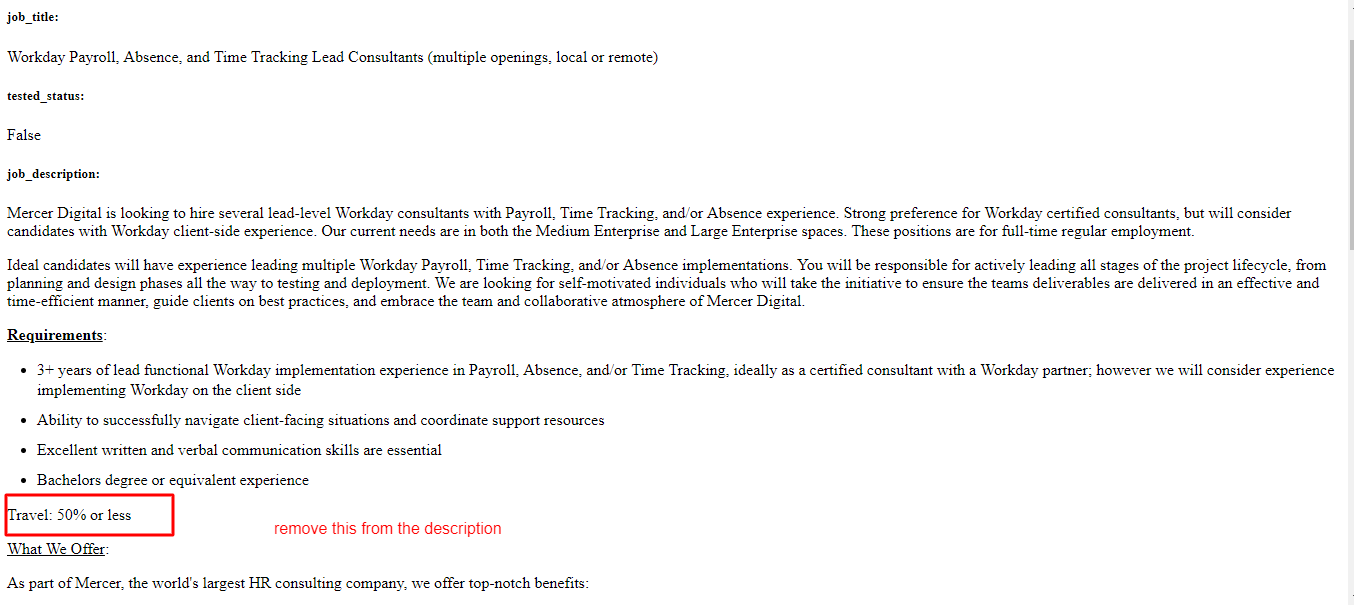 job_title:
Workday Payroll, Absence, and Time Tracking Lead Consultants (multiple openings, local or remote)
tested_status:
False
job_description:
Mercer Digital is looking to hire several lead-level Workday consultants with Payroll, Time Tracking, and/or Absence experience. Strong preference for Workday certified consultants, but will consider
candidates with Workday client-side experience. Our current needs are in both the Medium Enterprise and Large Enterprise spaces. These positions are for full-time regular employment.
Ideal candidates will have experience leading multiple Workday Payroll, Time Tracking, and/or Absence implementations. You will be responsible for actively leading all stages of the project lifecycle, from
planning and design phases all the way to testing and deployment. We are looking for self-motivated individuals who will take the initiative to ensure the teams deliverables are delivered in an effective and
time-efficient manner, guide clients on best practices, and embrace the team and collaborative atmosphere of Mercer Digital.
Requirements:
• 3+ years of lead functional Workday implementation experience in Payroll, Absence, and/or Time Tracking, ideally as a certified consultant with a Workday partner; however we will consider experience
implementing Workday on the client side
• Ability to successfully navigate client-facing situations and coordinate support resources
• Excellent written and verbal communication skills are essential
• Bachelors degree or equivalent experience
Travel: 50% or less
remove this from the description
What We Offer:
As part of Mercer, the world's largest HR consulting company, we offer top-notch benefits: